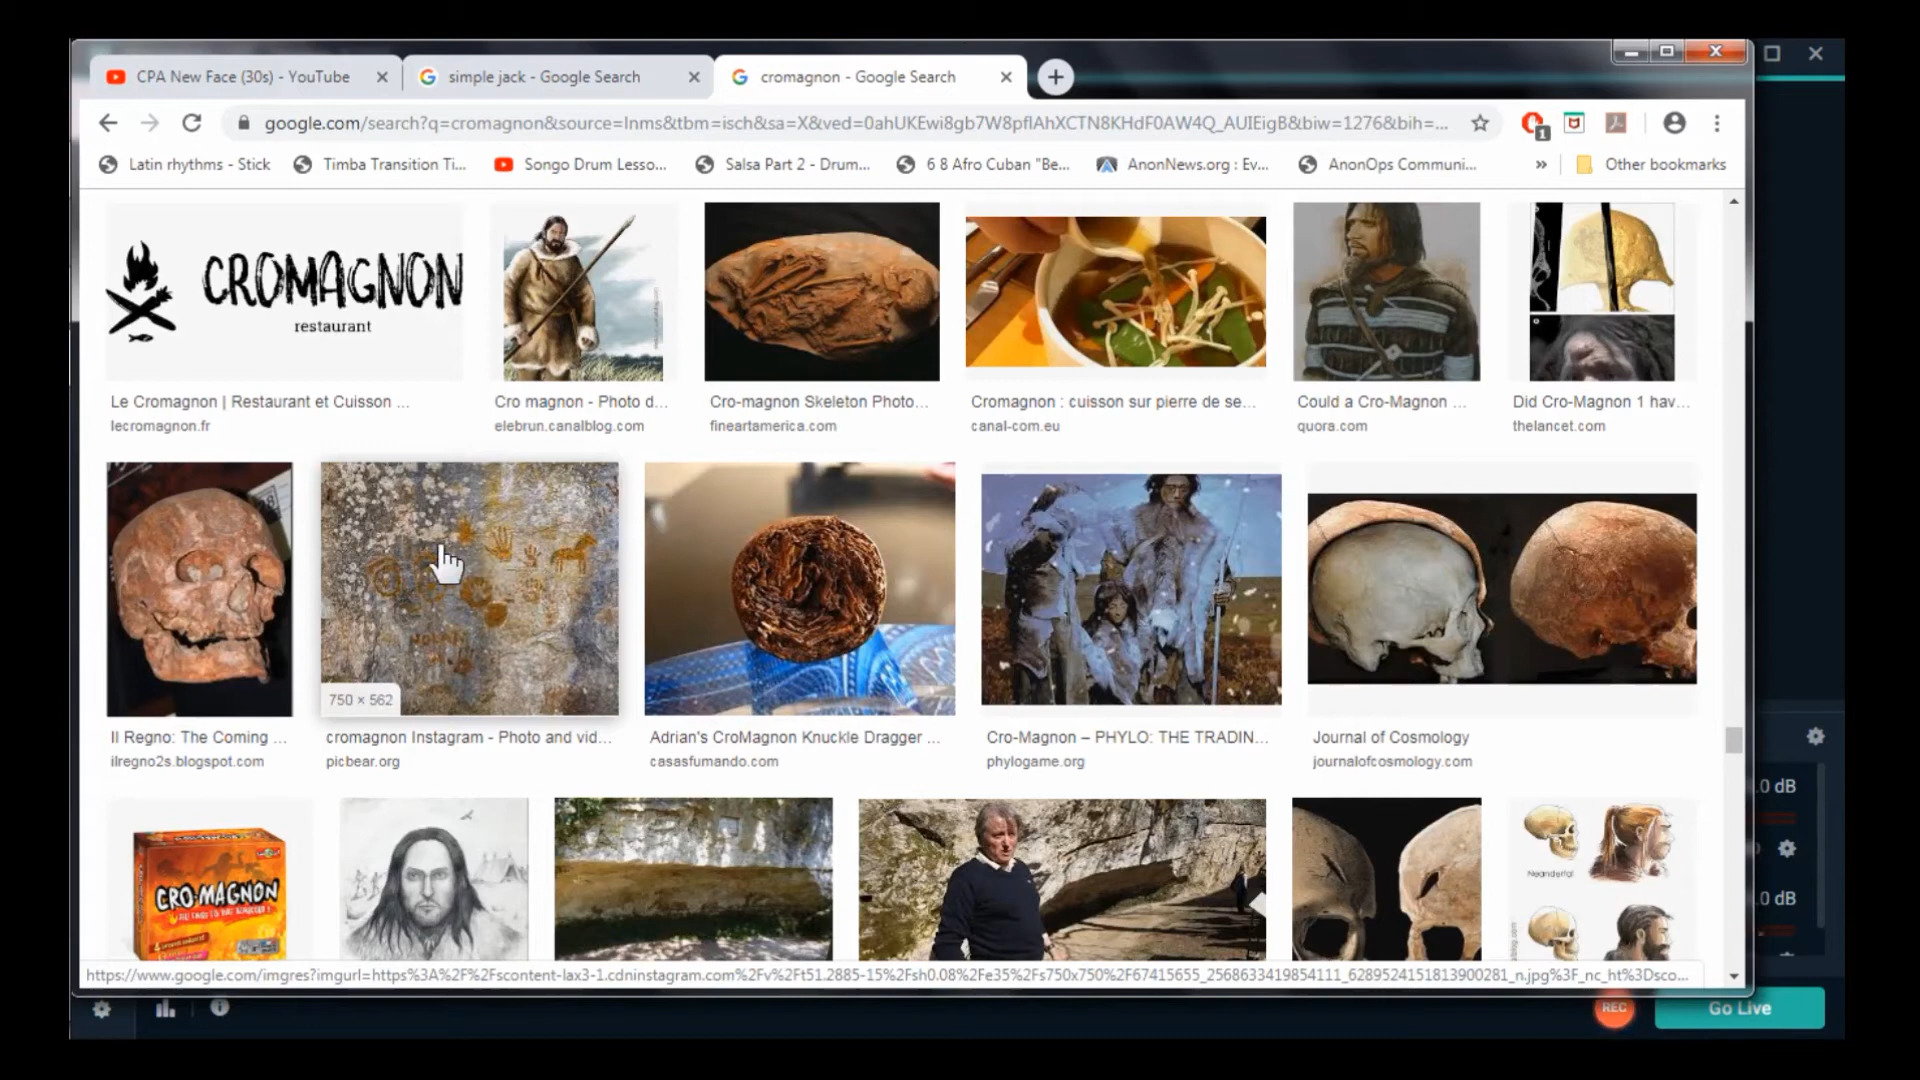 CPA New Face (30s) - YouTube
simple jack - Google Search
cromagnon - Google Search
google.com/search?q=cromagnon&source=lnms&tbm=isch&sa=X&ved=0ahUKEwi8gb7W8pflAhXCTN8KHdF0AW4Q_AUIEigB&biw=1276&bih=...
1
Latin rhythms - Stick
Timba Transition Ti...
Songo Drum Lesso...
Salsa Part 2 - Drum...
6 8 Afro Cuban "Be...
AnonNews.org : Ev...
AnonOps Communi...
»
Other bookmarks
CROMAGNON
restaurant
Le Cromagnon | Restaurant et Cuisson ...
lecromagnon.fr
Cro magnon - Photo d...
elebrun.canalblog.com
Cro-magnon Skeleton Photo...
fineartamerica.com
Cromagnon : cuisson sur pierre de se...
canal-com.eu
Could a Cro-Magnon ...
quora.com
Did Cro-Magnon 1 hav...
thelancet.com
750 × 562
Il Regno: The Coming ...
ilregno2s.blogspot.com
cromagnon Instagram - Photo and vid...
picbear.org
Adrian's CroMagnon Knuckle Dragger ...
casasfumando.com
Cro-Magnon – PHYLO: THE TRADIN...
phylogame.org
Journal of Cosmology
journalofcosmology.com
.0 dB
CRO-MAGNON
Neandertal
.0 dB
https://www.google.com/imgres?imgurl=https%3A%2F%2Fscontent-lax3-1.cdninstagram.com%2Fv%2Ft51.2885-15%2Fsh0.08%2Fe35%2Fs750x750%2F67415655_2568633419854111_6289524151813900281_n.jpg%3F_nc_ht%3Dsco...
REC
Go Live